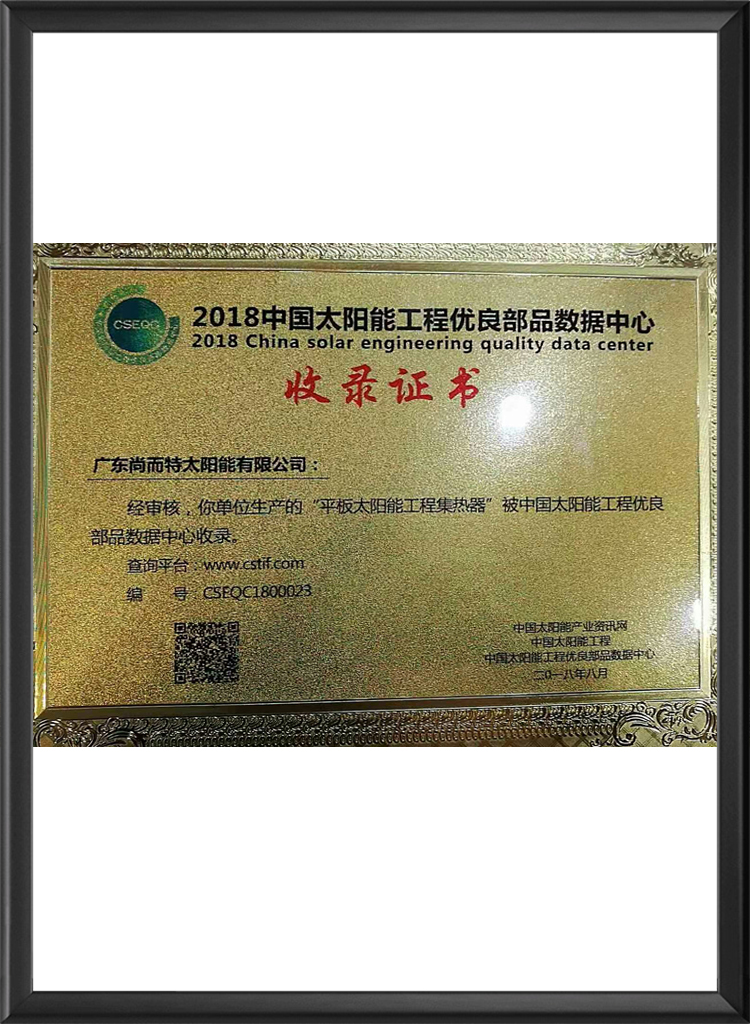 CSEQC
2018中国太阳能工程优良部品数据中心
2018 China solar engineering quality data center
收录证书
广东尚而特太阳能有限公司：
经审核，你单位生产的“平板太阳能工程集热器”被中国太阳能工程优良
部品数据中心收录。
查询平台：www.cstif.com
编 号 CSEQC1800023
中国太阳能产业资讯网
中国太阳能工程
中国太阳能工程优良部品数据中心
二〇一八年八月